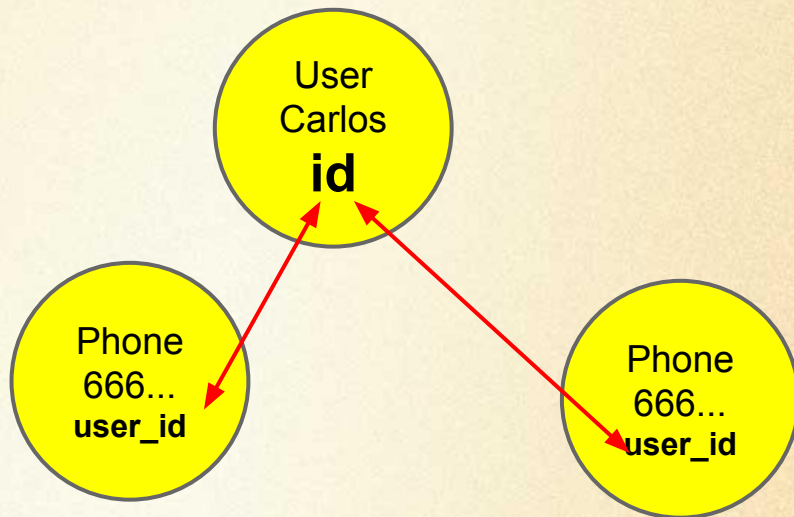 User
Carlos
id
Phone
666...
user_id
Phone
666...
user_id